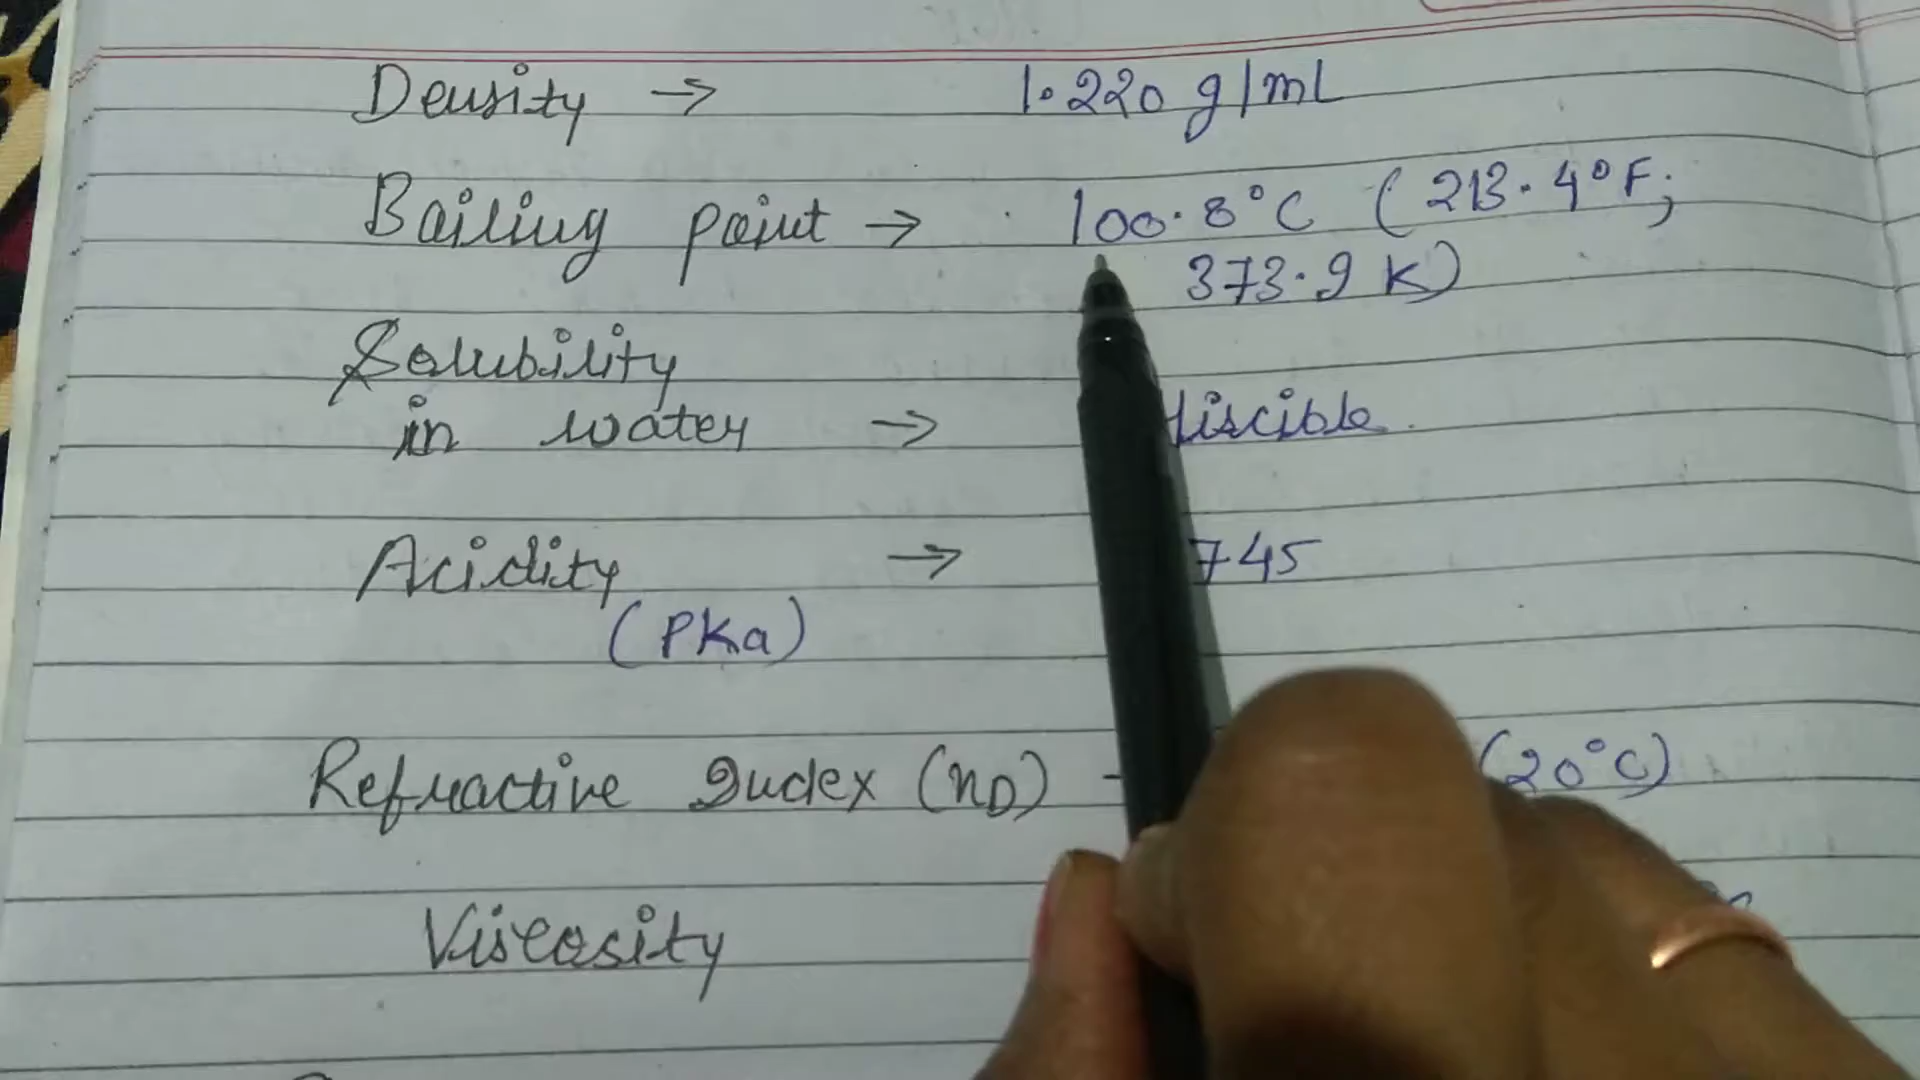 Density → 1.220 g/mL
Boiling point → 100.8°C (213.4°F;
373.9 K)
Solubility
in water → Miscible.
Acidity → 745
(PKa)
Refractive Index (nD) (20°C)
Viscosity